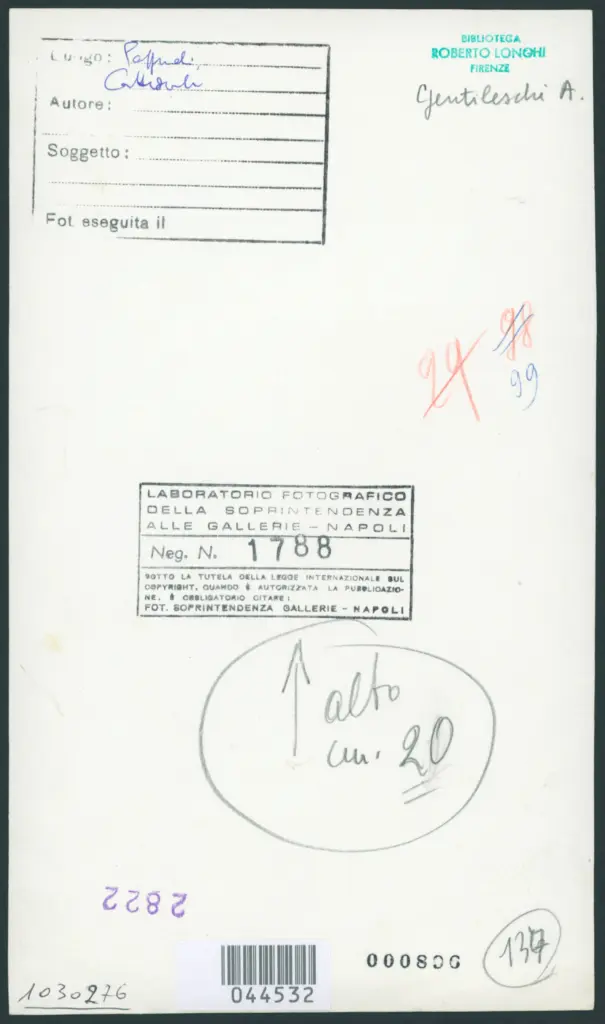 Luogo: Pozzuoli,
Cattedrale
Autore:
Soggetto:
Fot. eseguita il
BIBLIOTECA
ROBERTO LONGHI
FIRENZE
Gentileschi A.
98
99
LABORATORIO FOTOGRAFICO
DELLA SOPRINTENDENZA
ALLE GALLERIE – NAPOLI
Neg. N. 1788
SOTTO LA TUTELA DELLA LEGGE INTERNAZIONALE SUL
COPYRIGHT, QUANDO È AUTORIZZATA LA PUBBLICAZIO-
NE, È OBBLIGATORIO CITARE:
FOT. SOPRINTENDENZA GALLERIE – NAPOLI
alto
cm. 20
2822
1030276
044532
000806
137